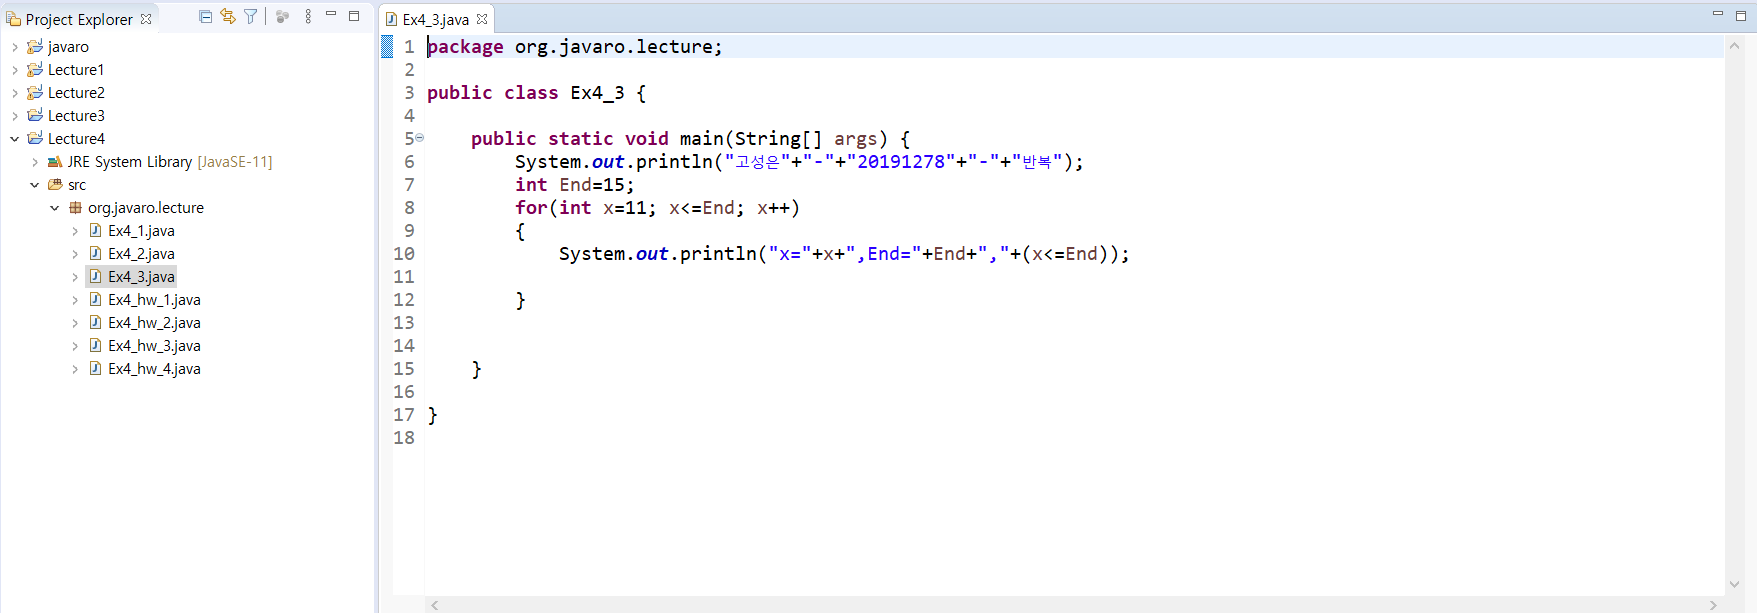 Project Explorer
javaro
Lecture1
Lecture2
Lecture3
Lecture4
JRE System Library [JavaSE-11]
src
org.javaro.lecture
Ex4_1.java
Ex4_2.java
Ex4_3.java
Ex4_hw_1.java
Ex4_hw_2.java
Ex4_hw_3.java
Ex4_hw_4.java
Ex4_3.java
1 package org.javaro.lecture;
2
3 public class Ex4_3 {
4
5 public static void main(String[] args) {
6 System.out.println("고성은"+"-"+"20191278"+"-"+"반복");
7 int End=15;
8 for(int x=11; x<=End; x++)
9 {
10 System.out.println("x="+x+",End="+End+","+(x<=End));
11
12 }
13
14
15 }
16
17 }
18